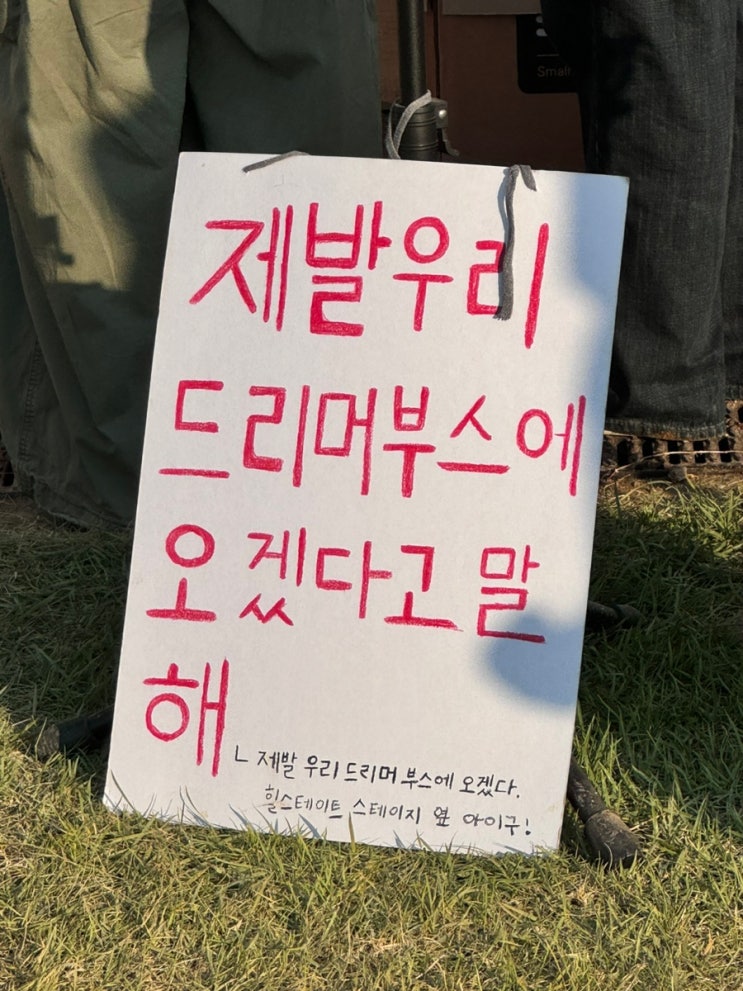 Small
제발우리
드리머부스에
오겠다고 말
해
ㄴ 제발 우리 드리머 부스에 오겠다.
힐스테이트 스테이지 옆 아이구!